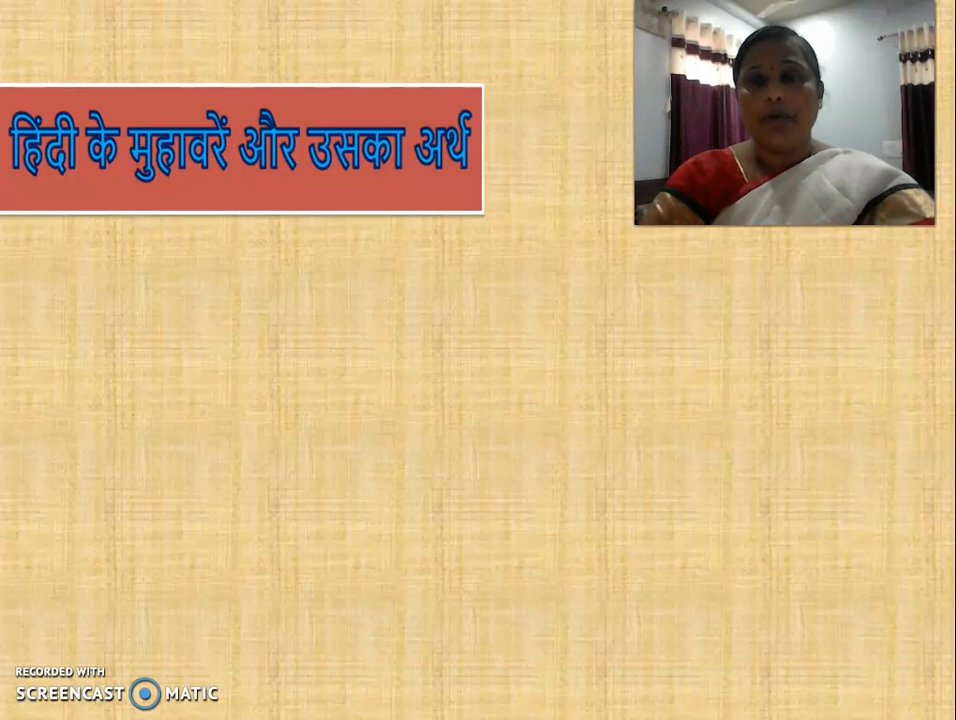 हिंदी के मुहावरें और उसका अर्थ
RECORDED WITH
SCREENCAST MATIC